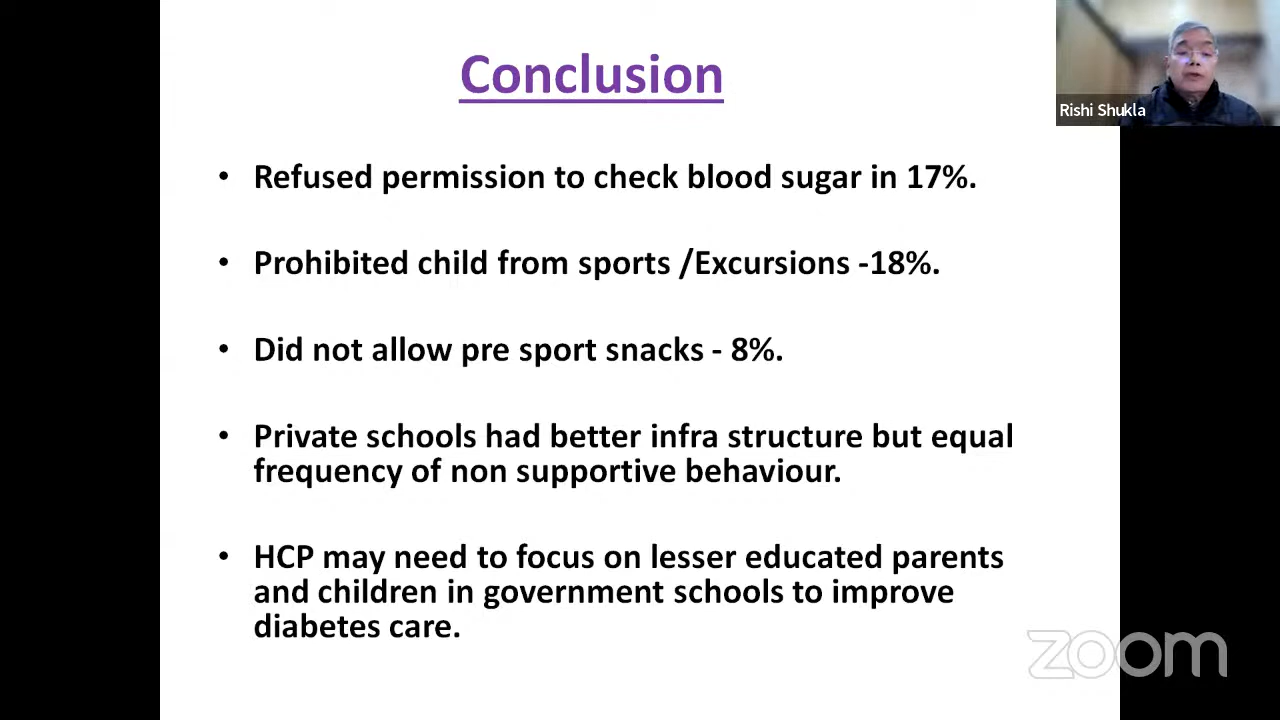 Conclusion
Rishi Shukla
• Refused permission to check blood sugar in 17%.
• Prohibited child from sports /Excursions -18%.
• Did not allow pre sport snacks - 8%.
• Private schools had better infra structure but equal
frequency of non supportive behaviour.
• HCP may need to focus on lesser educated parents
and children in government schools to improve
diabetes care.
zoom